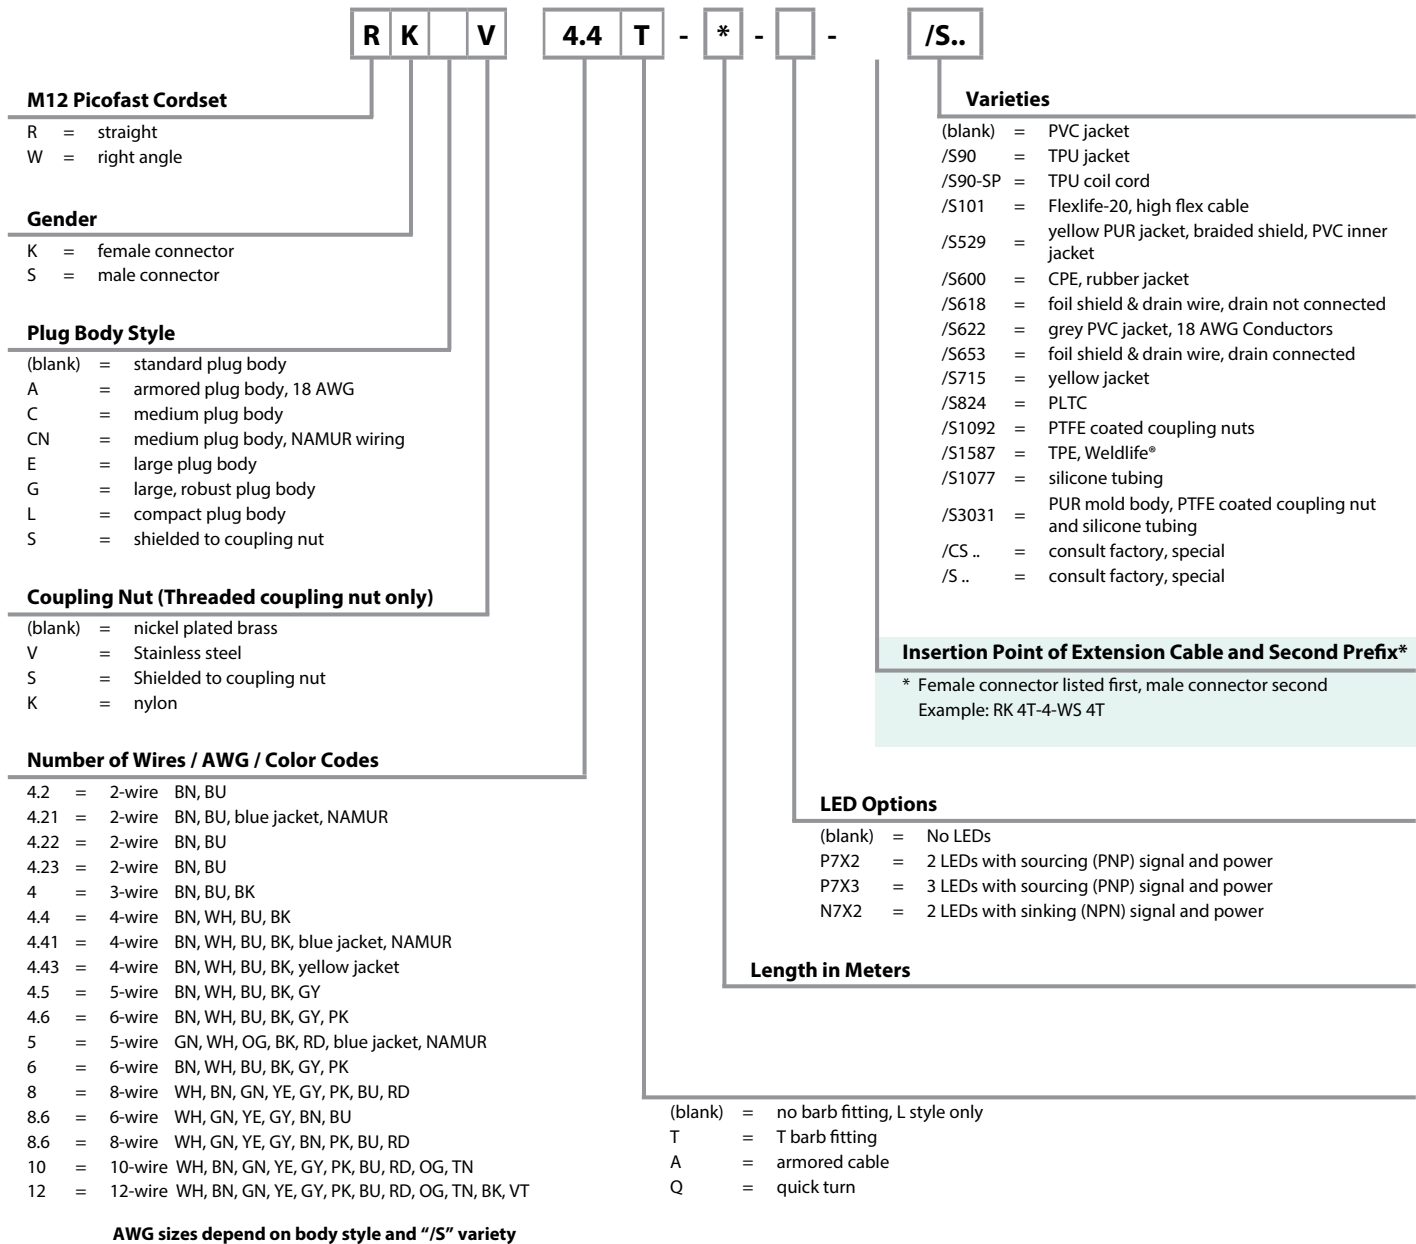 R K V 4.4 T - * - - /S..
M12 Picofast Cordset
R = straight
W = right angle
Gender
K = female connector
S = male connector
Plug Body Style
(blank) = standard plug body
A = armored plug body, 18 AWG
C = medium plug body
CN = medium plug body, NAMUR wiring
E = large plug body
G = large, robust plug body
L = compact plug body
S = shielded to coupling nut
Coupling Nut (Threaded coupling nut only)
(blank) = nickel plated brass
V = Stainless steel
S = Shielded to coupling nut
K = nylon
Number of Wires / AWG / Color Codes
4.2 = 2-wire BN, BU
4.21 = 2-wire BN, BU, blue jacket, NAMUR
4.22 = 2-wire BN, BU
4.23 = 2-wire BN, BU
4 = 3-wire BN, BU, BK
4.4 = 4-wire BN, WH, BU, BK
4.41 = 4-wire BN, WH, BU, BK, blue jacket, NAMUR
4.43 = 4-wire BN, WH, BU, BK, yellow jacket
4.5 = 5-wire BN, WH, BU, BK, GY
4.6 = 6-wire BN, WH, BU, BK, GY, PK
5 = 5-wire GN, WH, OG, BK, RD, blue jacket, NAMUR
6 = 6-wire BN, WH, BU, BK, GY, PK
8 = 8-wire WH, BN, GN, YE, GY, PK, BU, RD
8.6 = 6-wire WH, GN, YE, GY, BN, BU
8.6 = 8-wire WH, GN, YE, GY, BN, PK, BU, RD
10 = 10-wire WH, BN, GN, YE, GY, PK, BU, RD, OG, TN
12 = 12-wire WH, BN, GN, YE, GY, PK, BU, RD, OG, TN, BK, VT
AWG sizes depend on body style and “/S” variety
Varieties
(blank) = PVC jacket
/S90 = TPU jacket
/S90-SP = TPU coil cord
/S101 = Flexlife-20, high flex cable
/S529 = yellow PUR jacket, braided shield, PVC inner
jacket
/S600 = CPE, rubber jacket
/S618 = foil shield & drain wire, drain not connected
/S622 = grey PVC jacket, 18 AWG Conductors
/S653 = foil shield & drain wire, drain connected
/S715 = yellow jacket
/S824 = PLTC
/S1092 = PTFE coated coupling nuts
/S1587 = TPE, Weldlife®
/S1077 = silicone tubing
/S3031 = PUR mold body, PTFE coated coupling nut
and silicone tubing
/CS .. = consult factory, special
/S .. = consult factory, special
Insertion Point of Extension Cable and Second Prefix*
* Female connector listed first, male connector second
Example: RK 4T-4-WS 4T
LED Options
(blank) = No LEDs
P7X2 = 2 LEDs with sourcing (PNP) signal and power
P7X3 = 3 LEDs with sourcing (PNP) signal and power
N7X2 = 2 LEDs with sinking (NPN) signal and power
Length in Meters
(blank) = no barb fitting, L style only
T = T barb fitting
A = armored cable
Q = quick turn